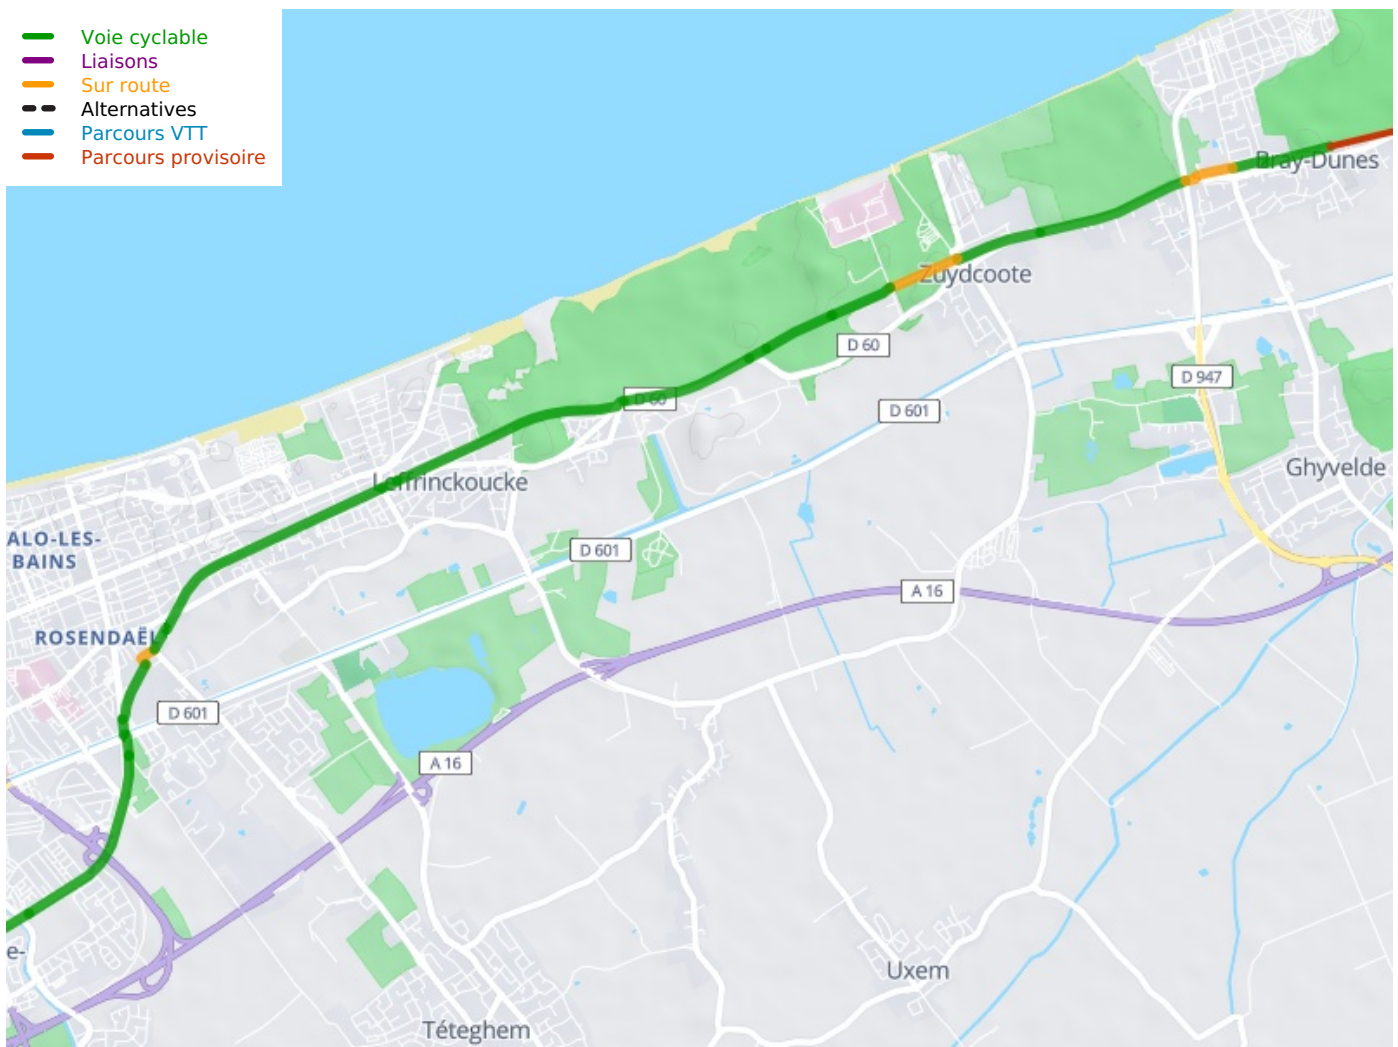 Voie cyclable
Liaisons
Sur route
Alternatives
Parcours VTT
Parcours provisoire
Bray-Dunes
Zuydcoote
D 60
D 947
D 60
D 601
Leffrinckoucke
Ghyvelde
ALO-LES-
BAINS
D 601
A 16
ROSENDAËL
D 601
A 16
e-
Uxem
Téteghem